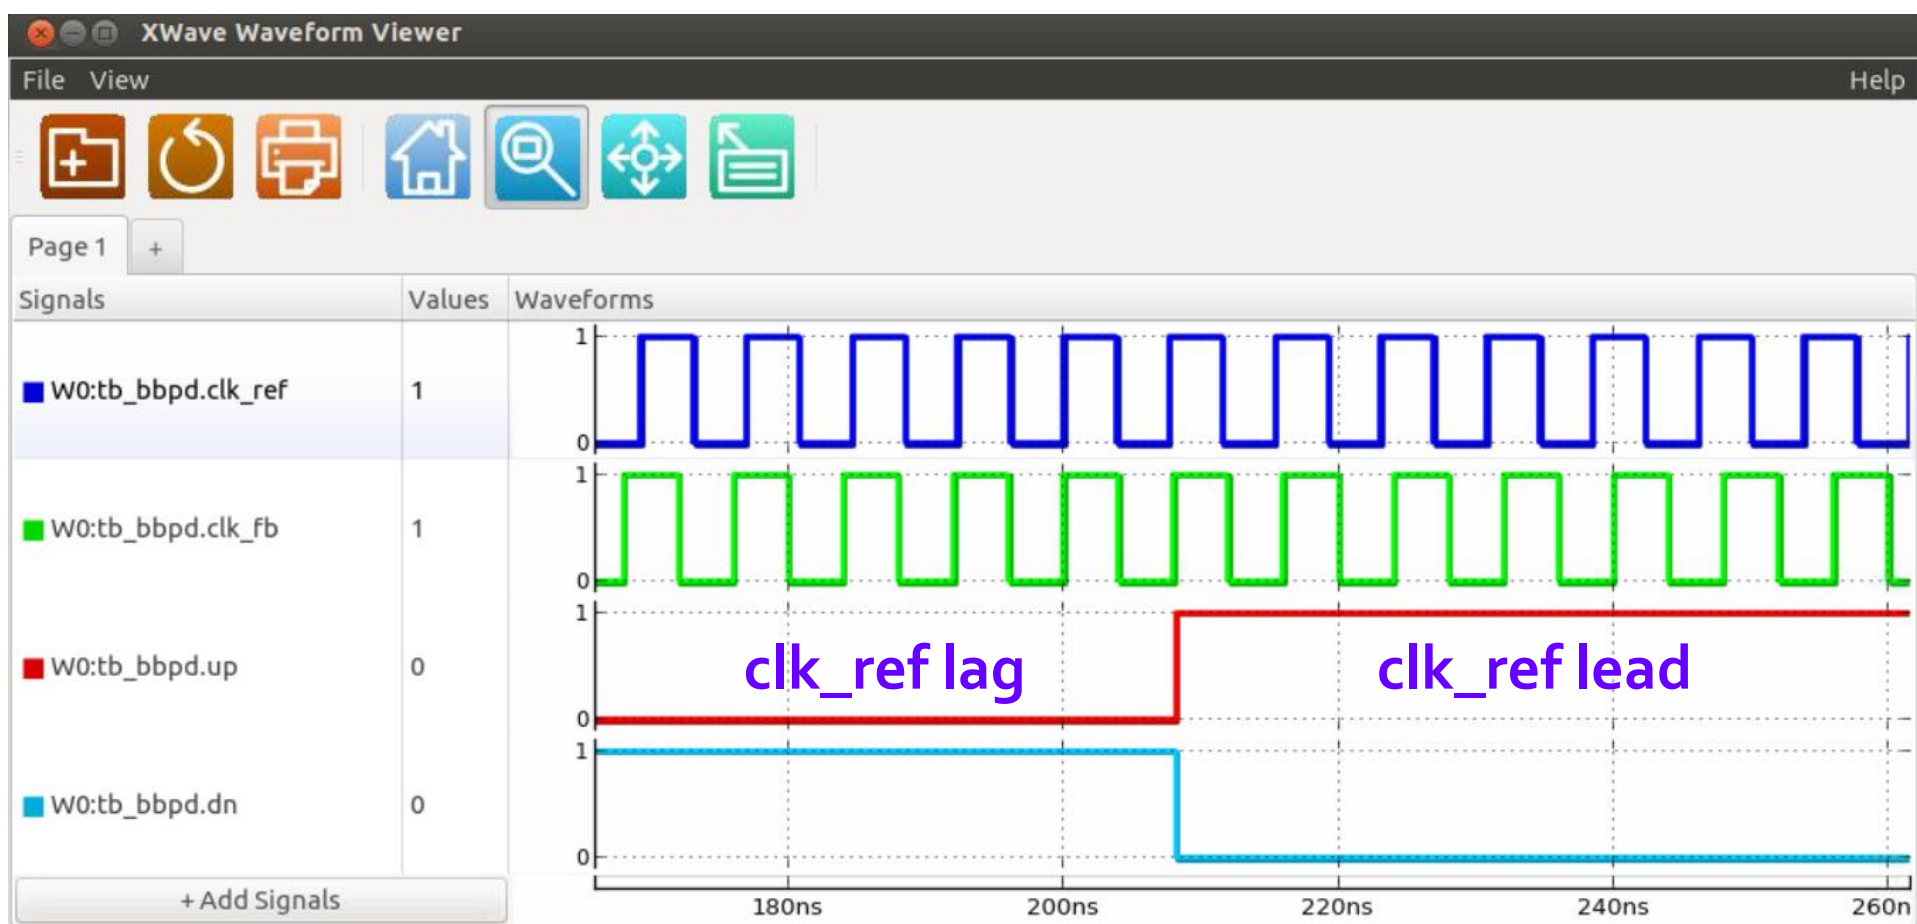 XWave Waveform Viewer
File View Help
Page 1 +
Signals Values Waveforms
1
W0:tb_bbpd.clk_ref 1
0
1
W0:tb_bbpd.clk_fb 1
0
1
W0:tb_bbpd.up 0 clk_ref lag clk_ref lead
0
1
W0:tb_bbpd.dn 0
0
+ Add Signals 180ns 200ns 220ns 240ns 260n